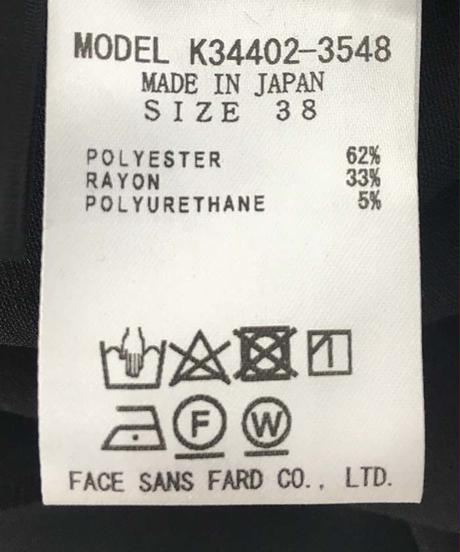 MODEL K34402-3548
MADE IN JAPAN
SIZE 38
POLYESTER 62%
RAYON 33%
POLYURETHANE 5%
F W
FACE SANS FARD CO., LTD.